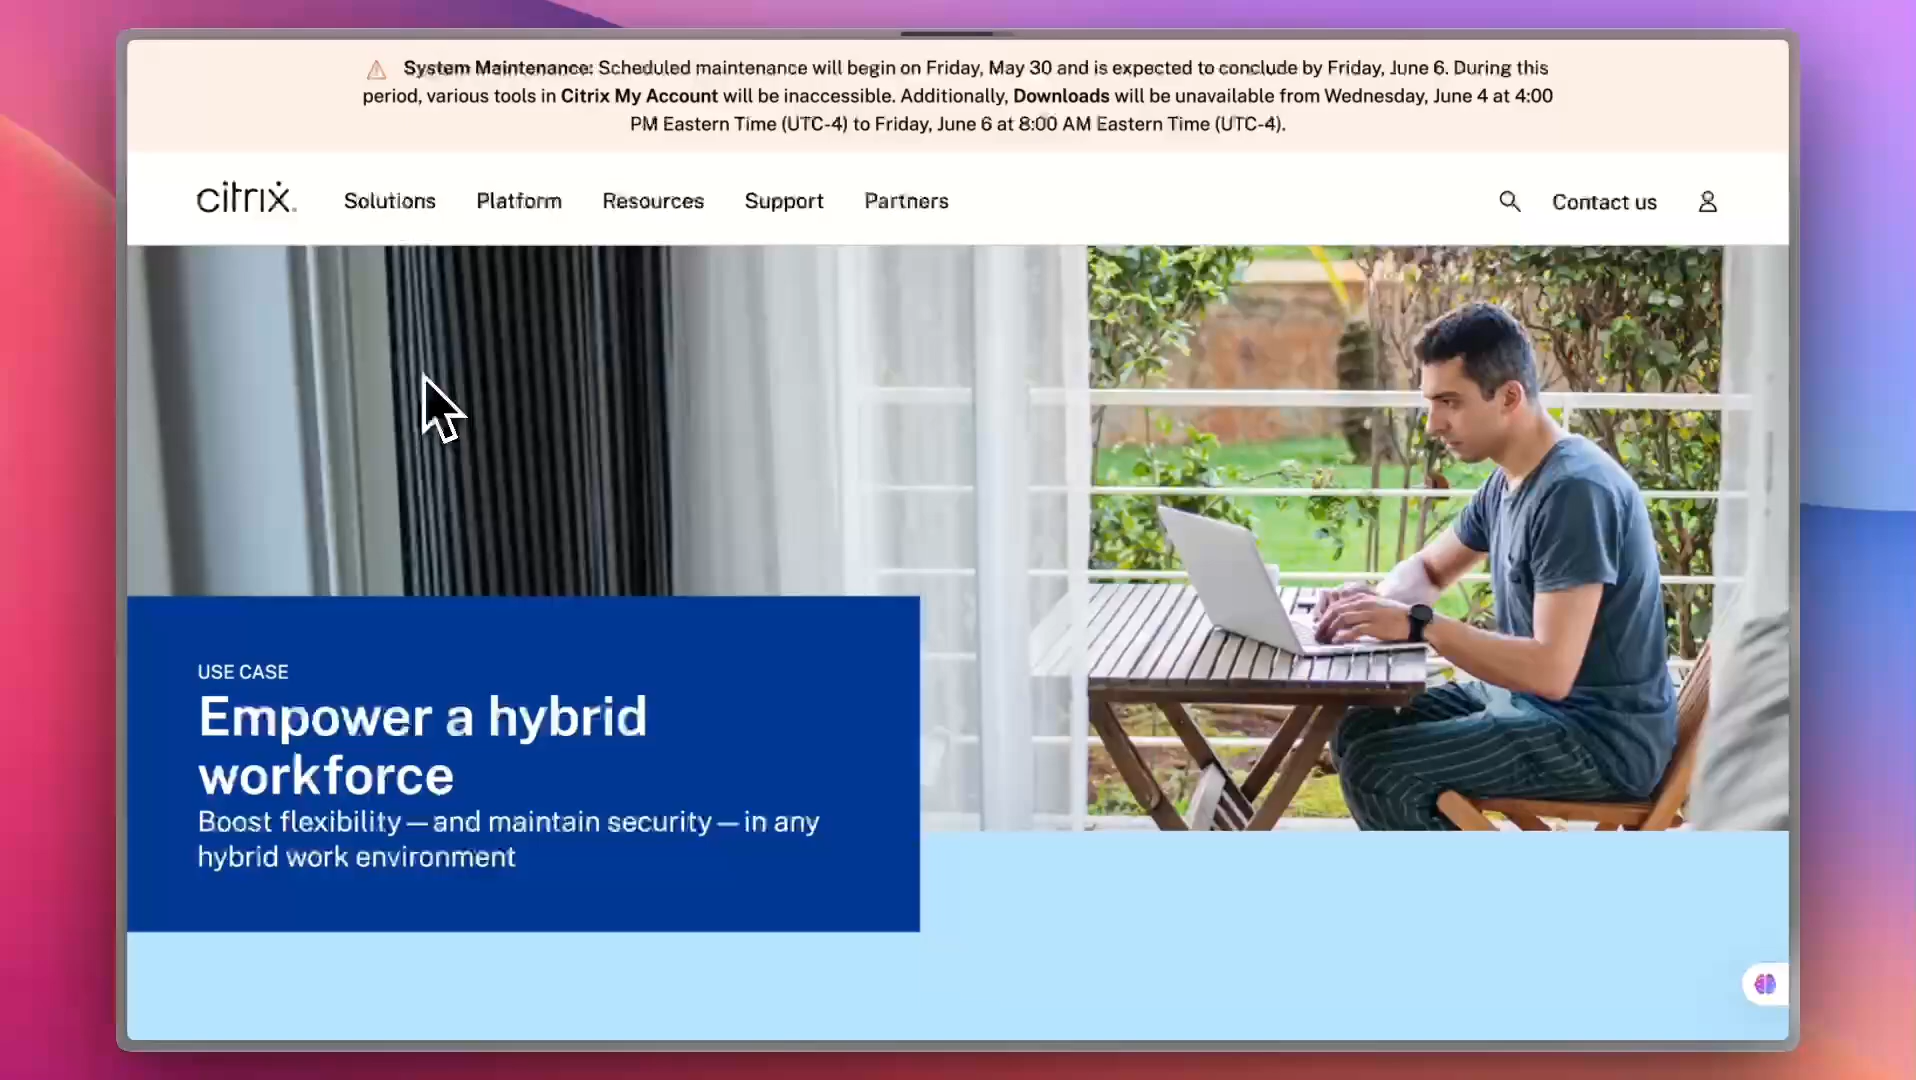 System Maintenance: Scheduled maintenance will begin on Friday, May 30 and is expected to conclude by Friday, June 6. During this
period, various tools in Citrix My Account will be inaccessible. Additionally, Downloads will be unavailable from Wednesday, June 4 at 4:00
PM Eastern Time (UTC-4) to Friday, June 6 at 8:00 AM Eastern Time (UTC-4).
citrix.
Solutions Platform Resources Support Partners Contact us
USE CASE
Empower a hybrid
workforce
Boost flexibility—and maintain security—in any
hybrid work environment